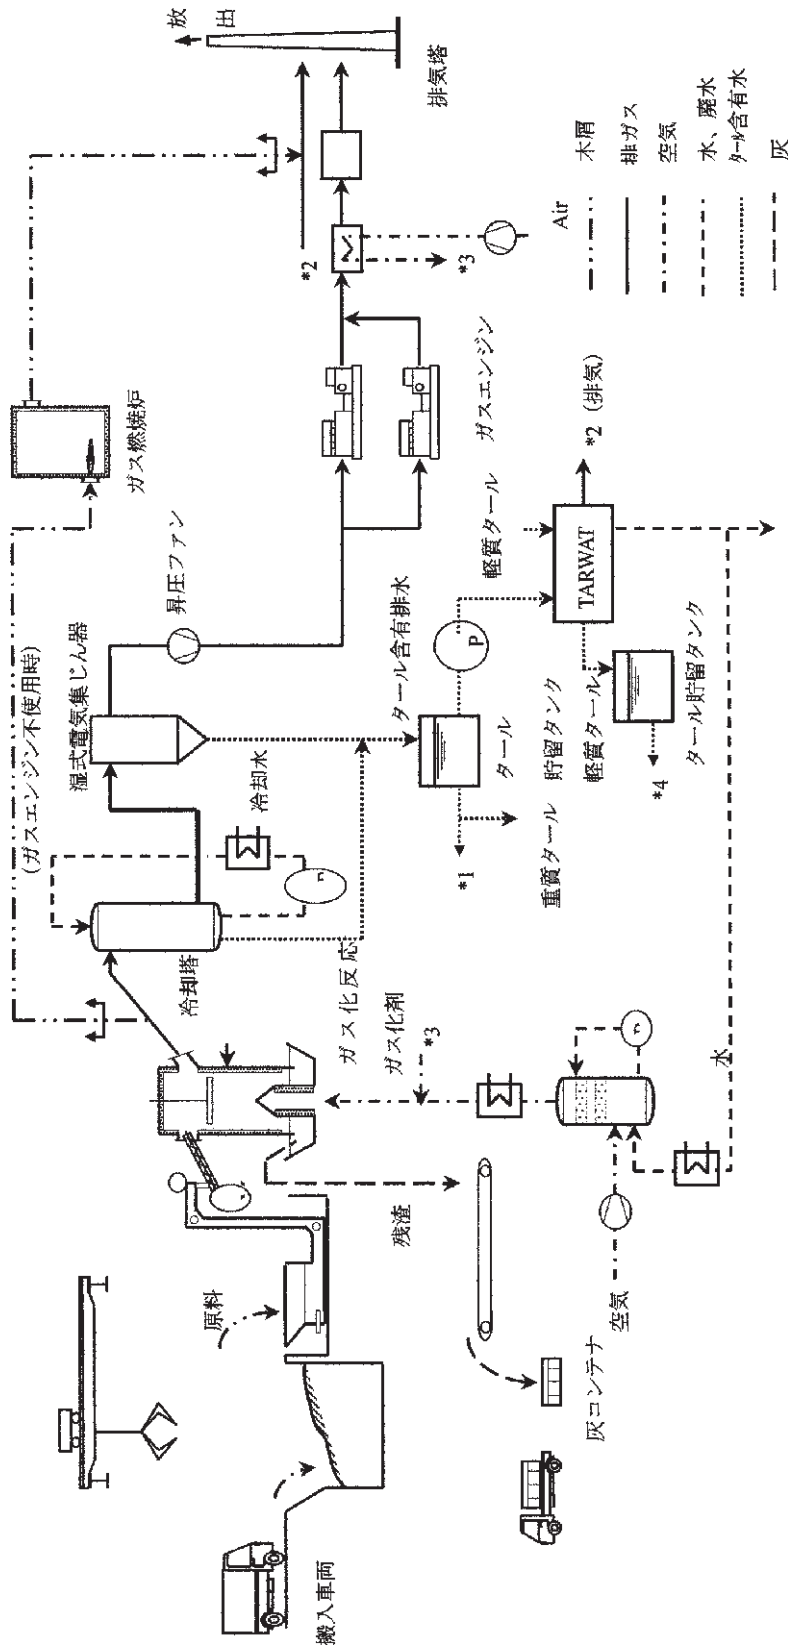 搬入車両
原料
残渣
灰コンテナ
空気
水
ガス化反応
ガス化剤
*3
冷却塔
(ガスエンジン不使用時)
冷却水
湿式電気集じん器
昇圧ファン
ガス燃焼炉
タール含有排水
P
タール
貯留タンク
*1
重質タール
軽質タール
軽質タール
*4
タール貯留タンク
TARWAT
*2 (排気)
ガスエンジン
*2
*3
放出
排気塔
Air
木屑
排ガス
空気
水、廃水
タール含有水
灰